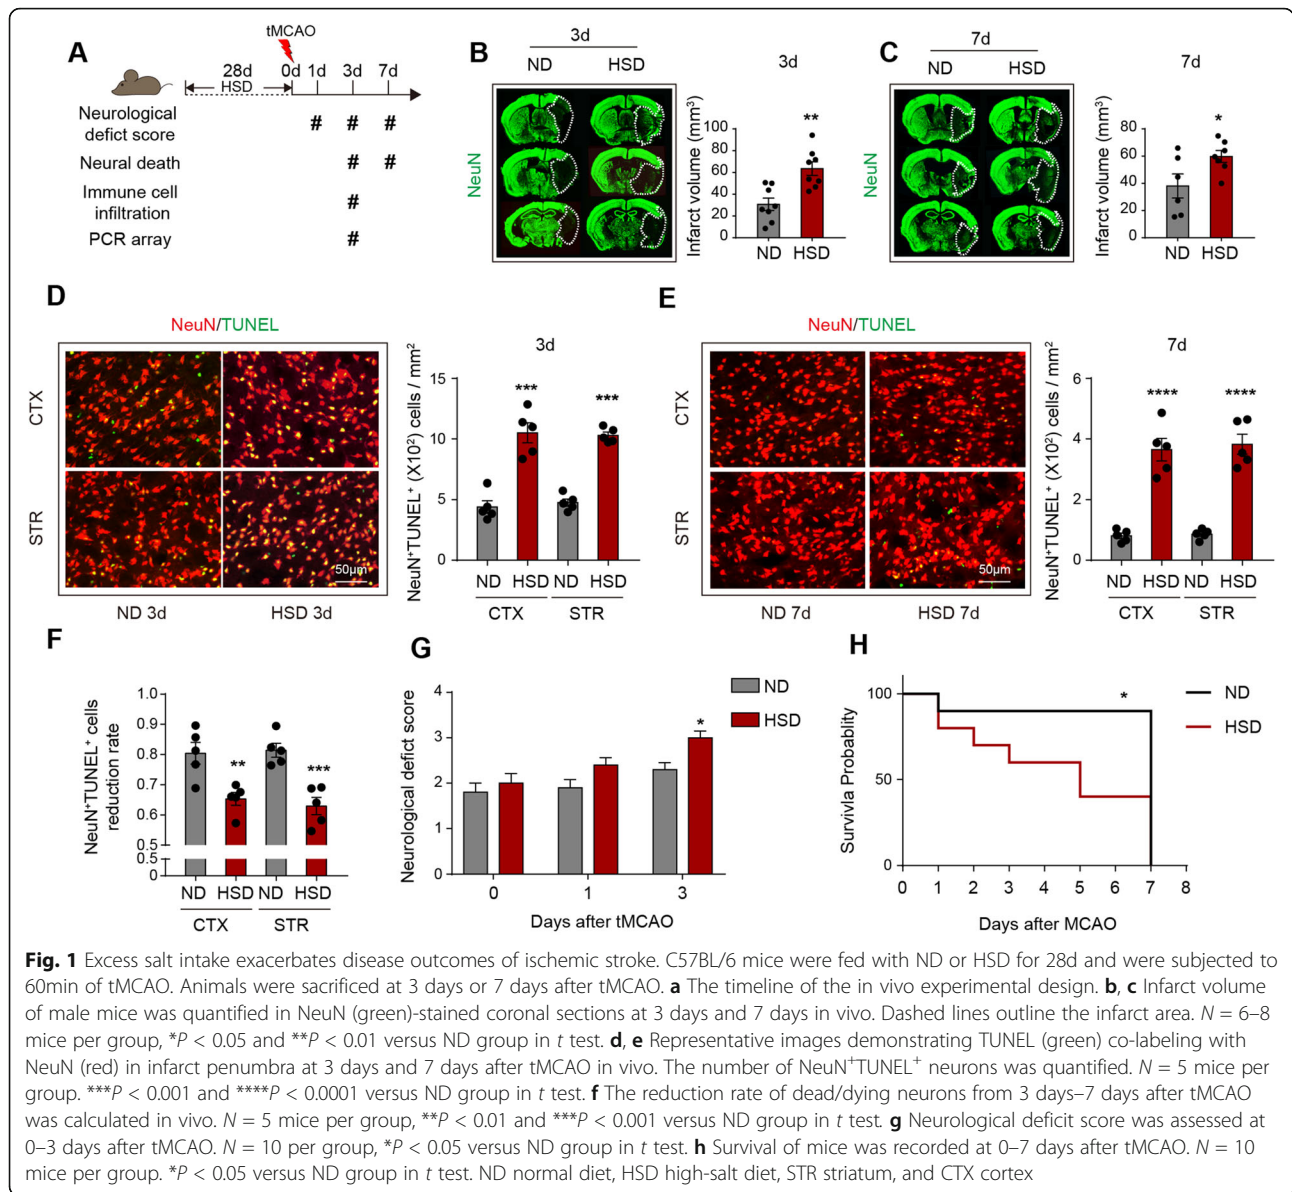 A
tMCAO
28d
HSD
0d 1d 3d 7d
Neurological
defict score
# # #
Neural death
# #
Immune cell
infiltration
#
PCR array
#
B
3d
ND HSD
NeuN
3d
Infarct volume (mm³)
100
80
60
40
20
0
**
ND HSD
C
7d
ND HSD
NeuN
7d
Infarct volume (mm³)
80
60
40
20
0
*
ND HSD
D
NeuN/TUNEL
CTX
STR
50μm
ND 3d HSD 3d
3d
NeuN⁺TUNEL⁺ (X10²) cells / mm²
15
10
5
0
*** ***
ND HSD ND HSD
CTX STR
E
NeuN/TUNEL
CTX
STR
50μm
ND 7d HSD 7d
7d
NeuN⁺TUNEL⁺ (X10²) cells / mm²
6
4
2
0
**** ****
ND HSD ND HSD
CTX STR
F
NeuN⁺TUNEL⁺ cells
reduction rate
1.0
0.9
0.8
0.7
0.6
0.5
0.5
0
** ***
ND HSD ND HSD
CTX STR
G
Neurological defict score
4
3
2
1
0
*
ND
HSD
0 1 3
Days after tMCAO
H
Survivla Probablity
100
50
0
*
ND
HSD
0 1 2 3 4 5 6 7 8
Days after MCAO
Fig. 1 Excess salt intake exacerbates disease outcomes of ischemic stroke. C57BL/6 mice were fed with ND or HSD for 28d and were subjected to
60min of tMCAO. Animals were sacrificed at 3 days or 7 days after tMCAO. a The timeline of the in vivo experimental design. b, c Infarct volume
of male mice was quantified in NeuN (green)-stained coronal sections at 3 days and 7 days in vivo. Dashed lines outline the infarct area. N = 6–8
mice per group, *P < 0.05 and **P < 0.01 versus ND group in t test. d, e Representative images demonstrating TUNEL (green) co-labeling with
NeuN (red) in infarct penumbra at 3 days and 7 days after tMCAO in vivo. The number of NeuN⁺TUNEL⁺ neurons was quantified. N = 5 mice per
group. ***P < 0.001 and ****P < 0.0001 versus ND group in t test. f The reduction rate of dead/dying neurons from 3 days–7 days after tMCAO
was calculated in vivo. N = 5 mice per group, **P < 0.01 and ***P < 0.001 versus ND group in t test. g Neurological deficit score was assessed at
0–3 days after tMCAO. N = 10 per group, *P < 0.05 versus ND group in t test. h Survival of mice was recorded at 0–7 days after tMCAO. N = 10
mice per group. *P < 0.05 versus ND group in t test. ND normal diet, HSD high-salt diet, STR striatum, and CTX cortex